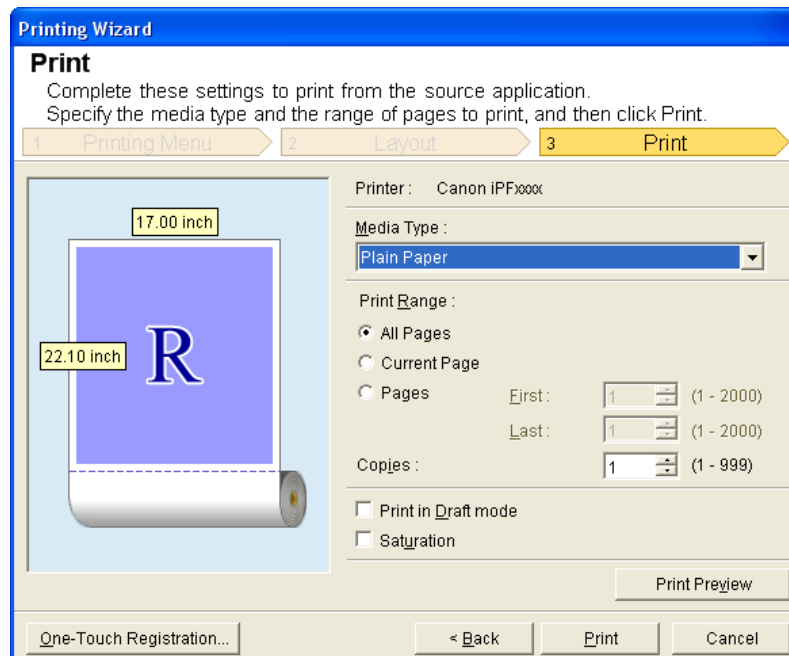 Printing Wizard
Print
Complete these settings to print from the source application.
Specify the media type and the range of pages to print, and then click Print.
1 Printing Menu 2 Layout 3 Print
17.00 inch
22.10 inch
R
Printer : Canon iPFxxxx
Media Type :
Plain Paper
Print Range :
All Pages
Current Page
Pages First : 1 (1 - 2000)
Last : 1 (1 - 2000)
Copies : 1 (1 - 999)
Print in Draft mode
Saturation
Print Preview
One-Touch Registration... < Back Print Cancel